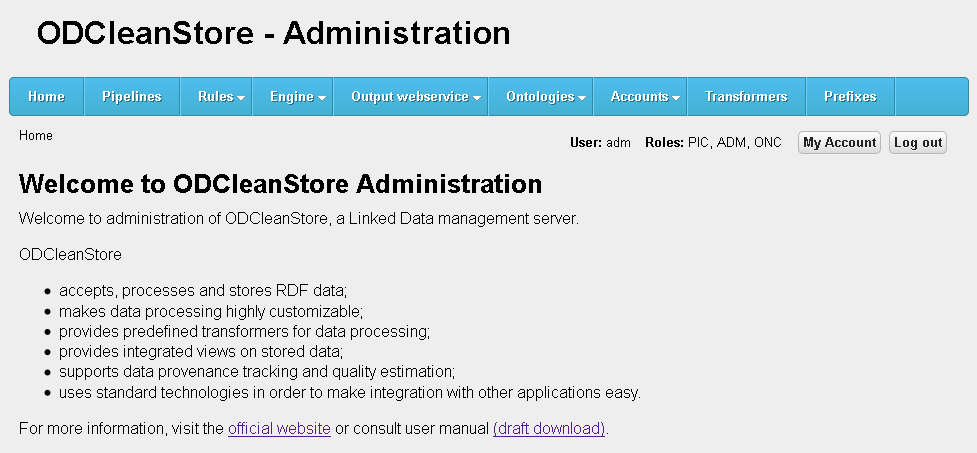 ODCleanStore - Administration
Home Pipelines Rules Engine Output webservice Ontologies Accounts Transformers Prefixes
Home
User: adm Roles: PIC, ADM, ONC My Account Log out
Welcome to ODCleanStore Administration
Welcome to administration of ODCleanStore, a Linked Data management server.
ODCleanStore
accepts, processes and stores RDF data;
makes data processing highly customizable;
provides predefined transformers for data processing;
provides integrated views on stored data;
supports data provenance tracking and quality estimation;
uses standard technologies in order to make integration with other applications easy.
For more information, visit the official website or consult user manual (draft download).